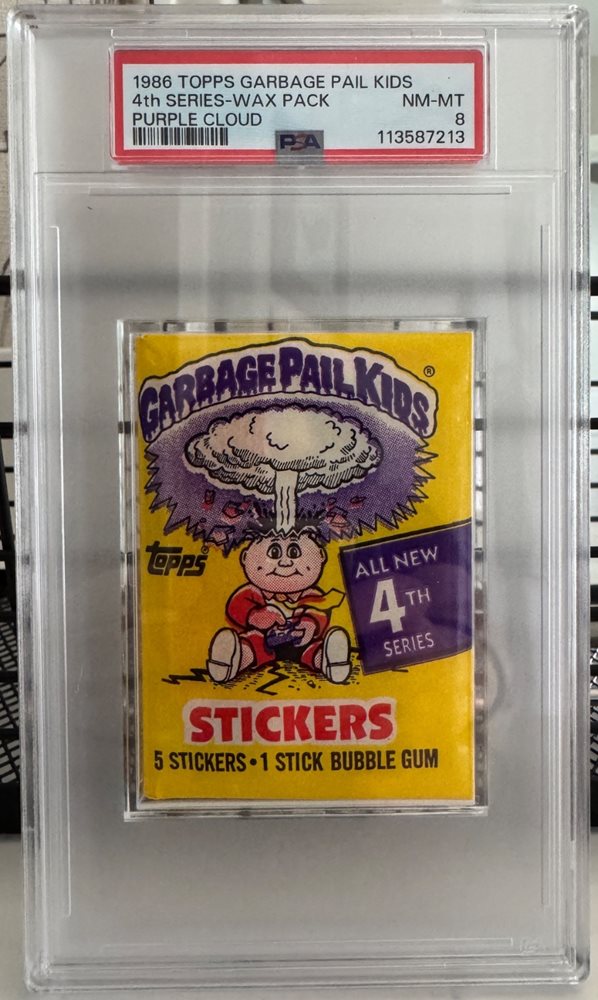 1986 TOPPS GARBAGE PAIL KIDS
4th SERIES-WAX PACK NM-MT
PURPLE CLOUD 8
PSA 113587213
GARBAGE PAIL KIDS®
topps®
ALL NEW
4TH
SERIES
STICKERS
5 STICKERS•1 STICK BUBBLE GUM